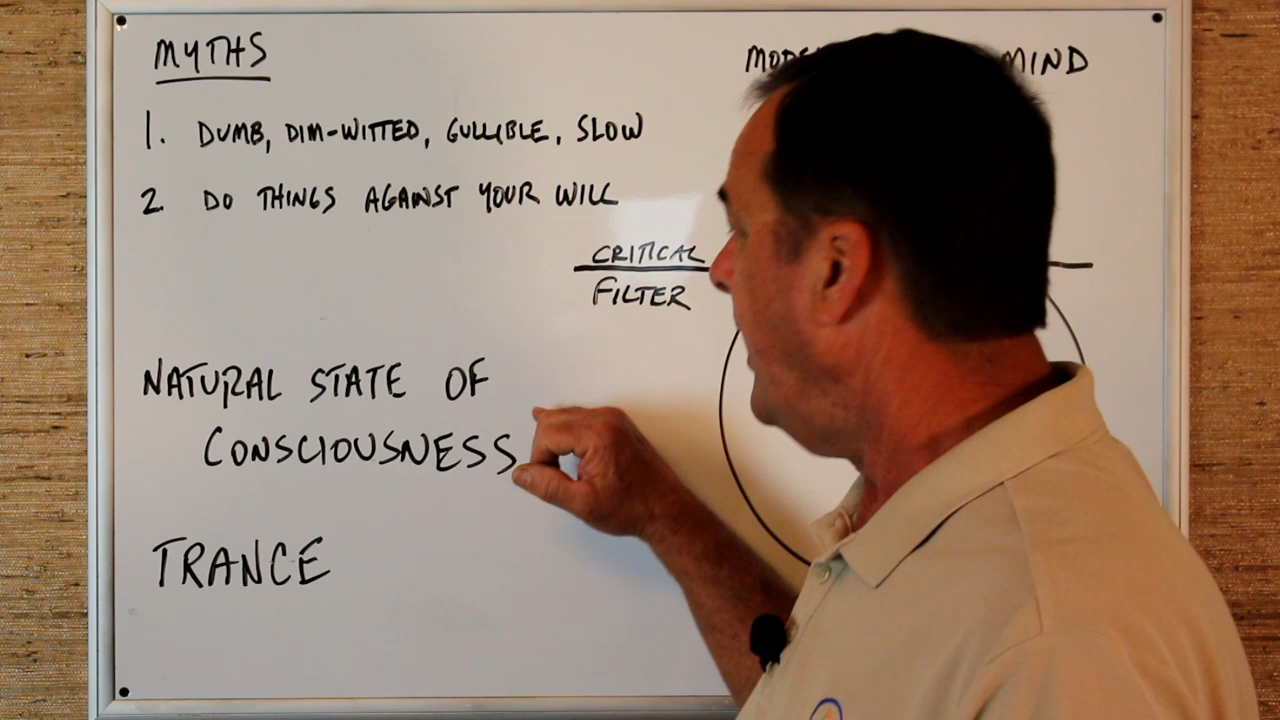 MYTHS
1. DUMB, DIM-WITTED, GULLIBLE, SLOW
2. DO THINGS AGAINST YOUR WILL
MIND
CRITICAL
FILTER
NATURAL STATE OF
CONSCIOUSNESS
TRANCE